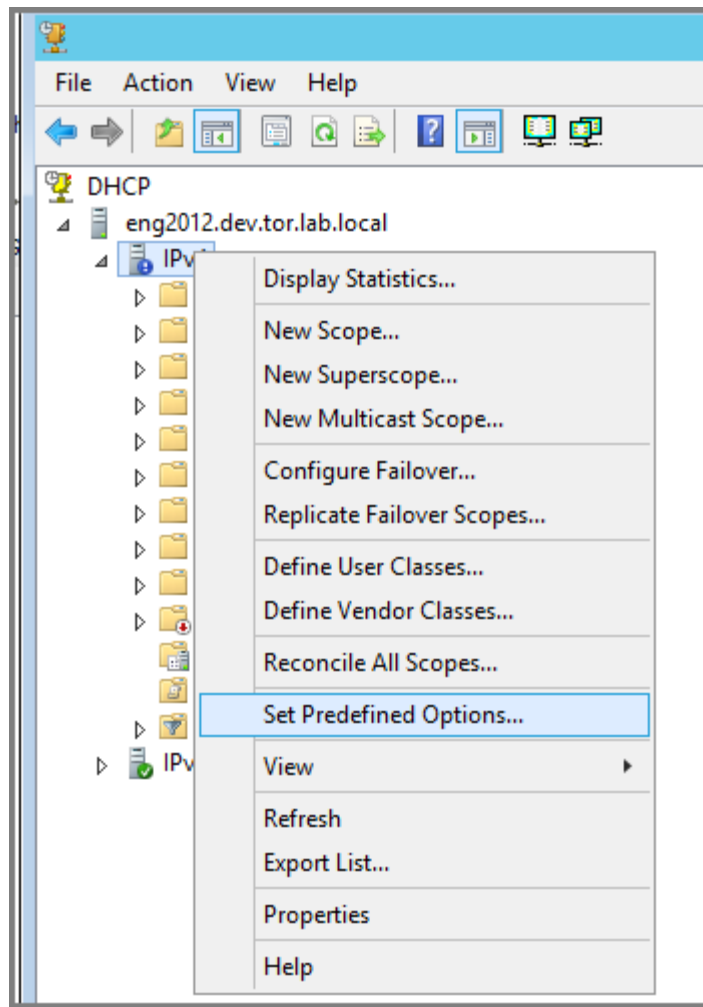 File Action View Help
DHCP
eng2012.dev.tor.lab.local
IPv
Display Statistics...
New Scope...
New Superscope...
New Multicast Scope...
Configure Failover...
Replicate Failover Scopes...
Define User Classes...
Define Vendor Classes...
Reconcile All Scopes...
Set Predefined Options...
IPv
View
Refresh
Export List...
Properties
Help